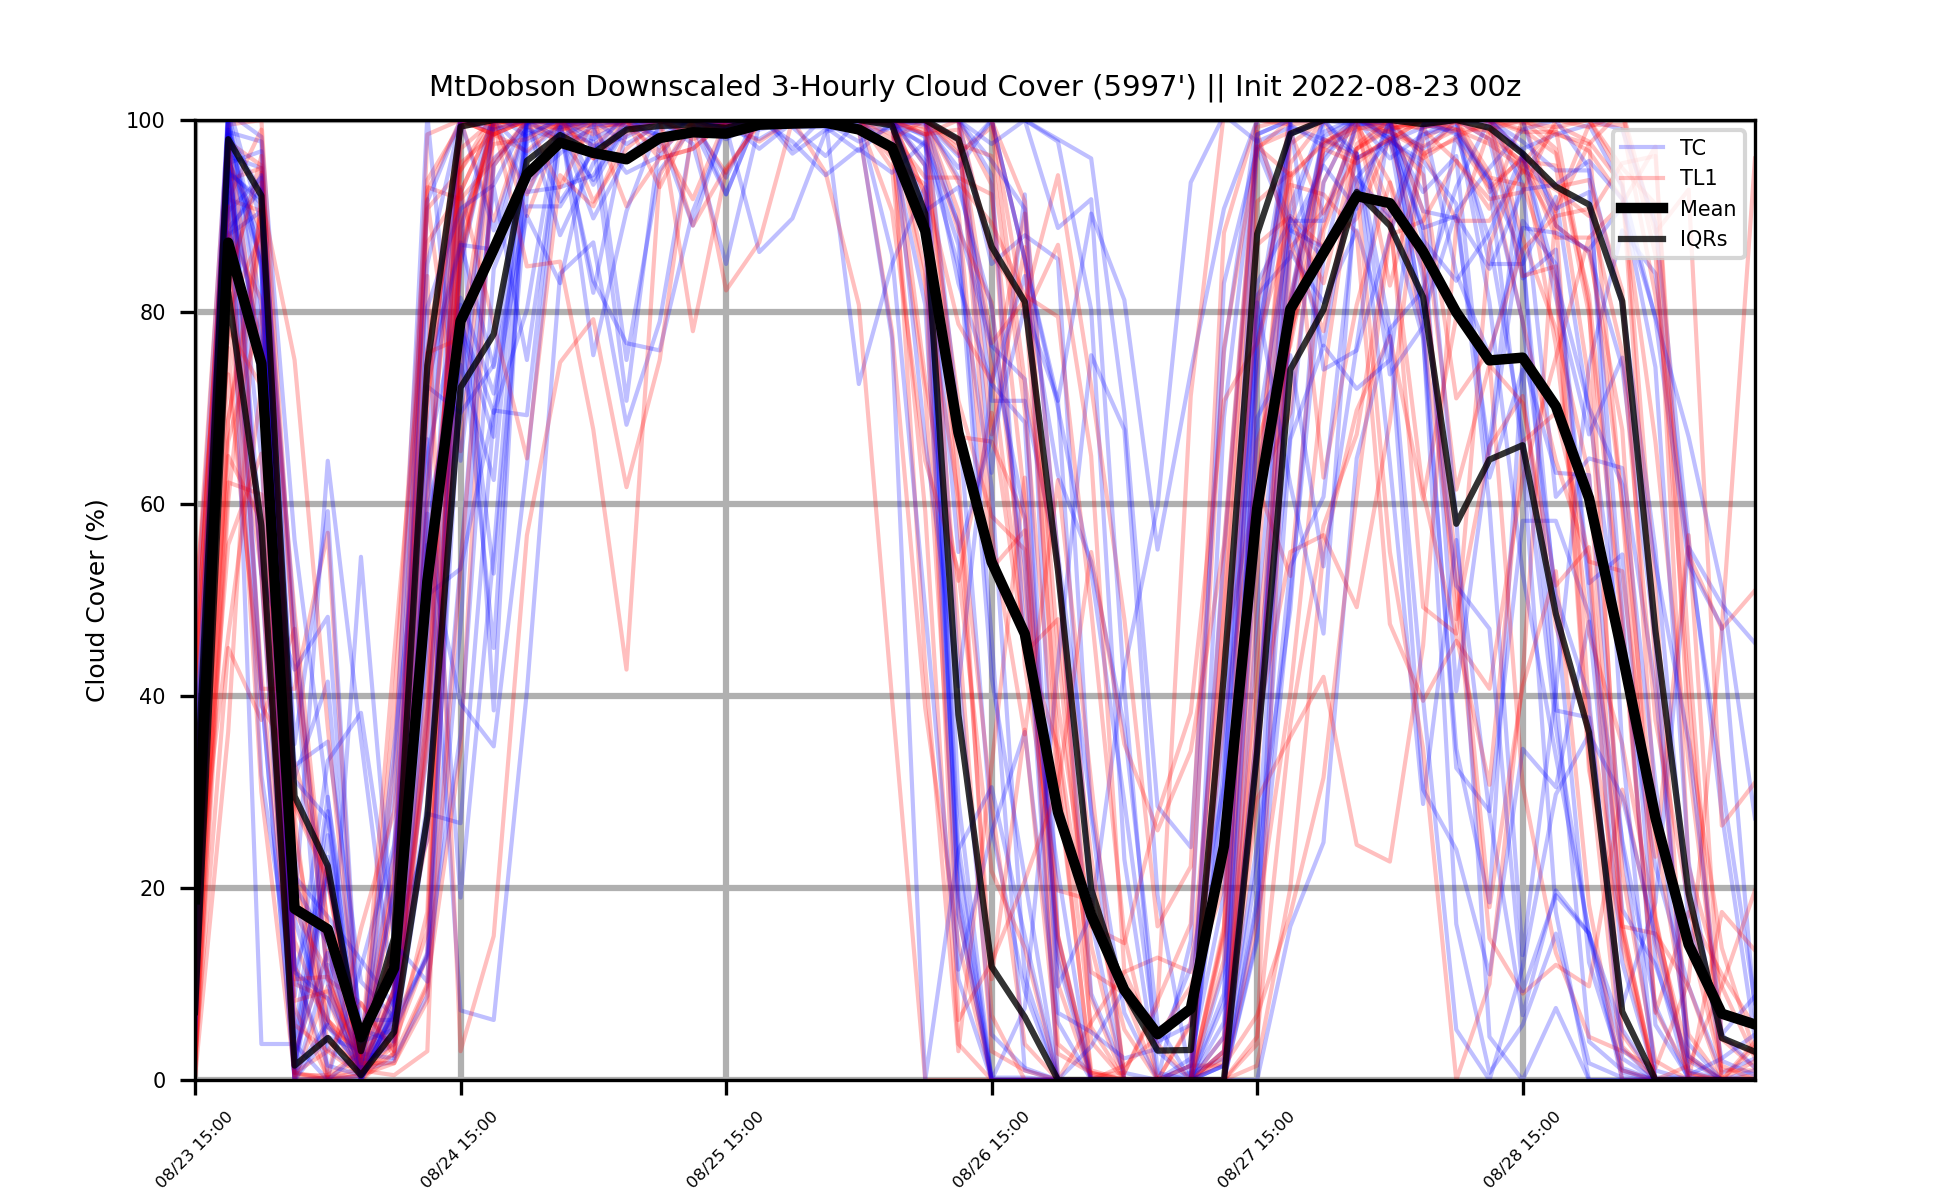 MtDobson Downscaled 3-Hourly Cloud Cover (5997') || Init 2022-08-23 00z
Cloud Cover (%)
100
80
60
40
20
0
TC
TL1
Mean
IQRs
08/23 15:00
08/24 15:00
08/25 15:00
08/26 15:00
08/27 15:00
08/28 15:00